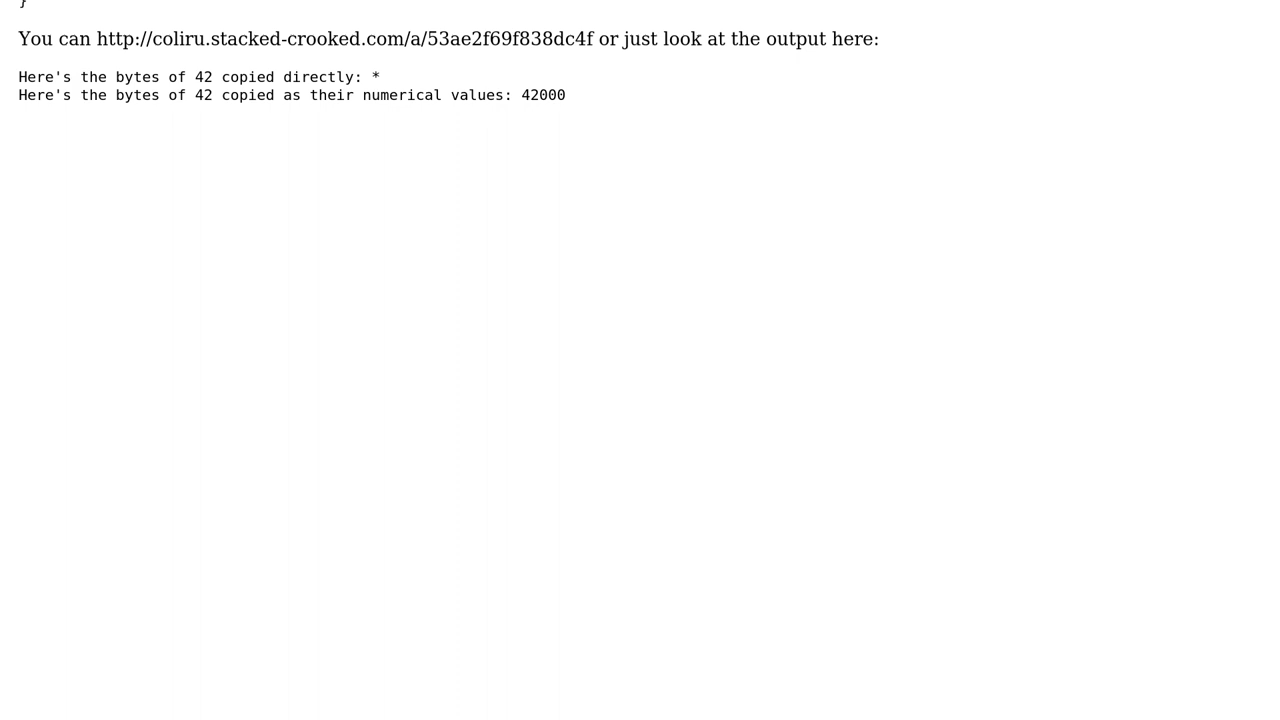 }
You can http://coliru.stacked-crooked.com/a/53ae2f69f838dc4f or just look at the output here:
Here's the bytes of 42 copied directly: *
Here's the bytes of 42 copied as their numerical values: 42000